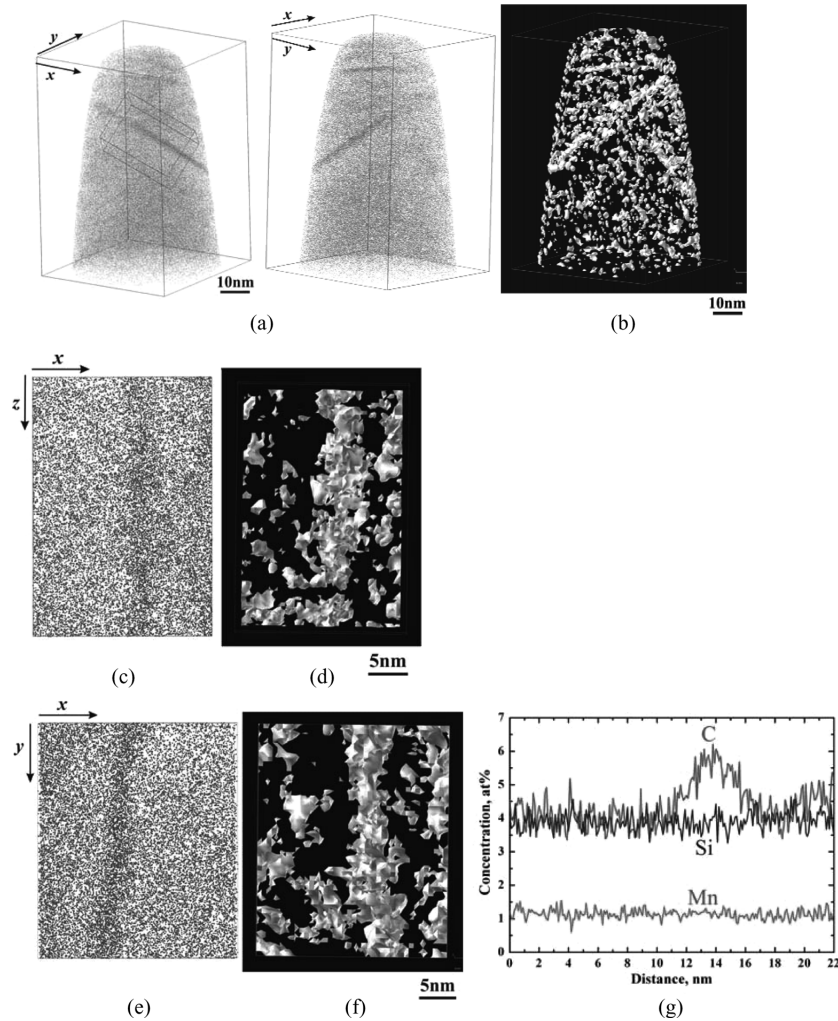 y
x
x
y
10nm
10nm
(a)
(b)
x
z
5nm
(c)
(d)
x
y
5nm
(e)
(f)
7
6
5
4
3
2
1
0
Concentration, at%
C
Si
Mn
0 2 4 6 8 10 12 14 16 18 20 22
Distance, nm
(g)